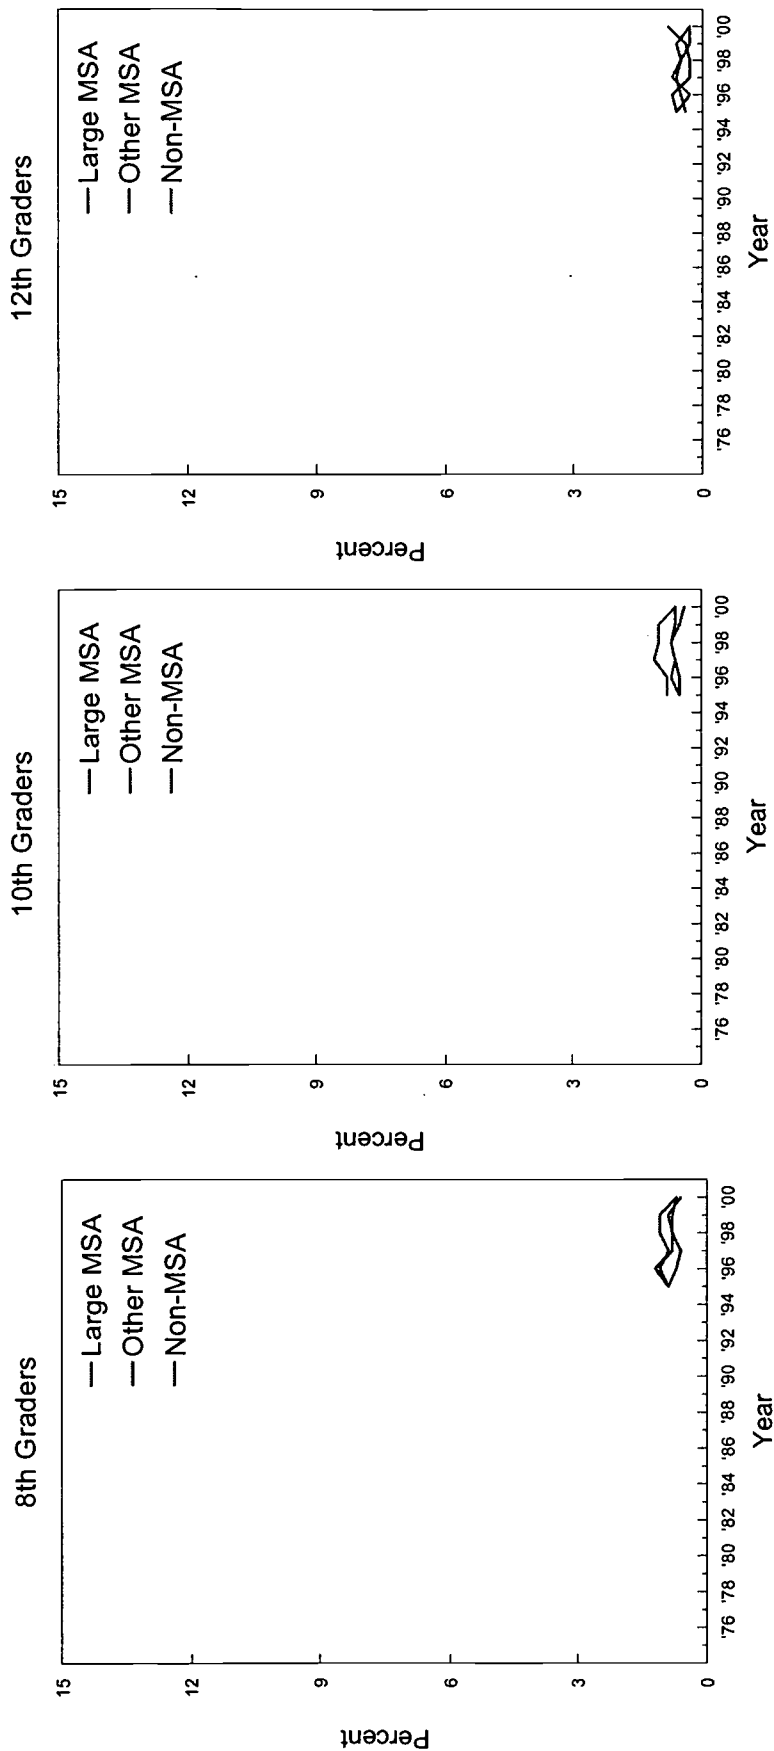 8th Graders
— Large MSA
— Other MSA
— Non-MSA
Percent
15
12
9
6
3
0
'76 '78 '80 '82 '84 '86 '88 '90 '92 '94 '96 '98 '00
Year
10th Graders
— Large MSA
— Other MSA
— Non-MSA
Percent
15
12
9
6
3
0
'76 '78 '80 '82 '84 '86 '88 '90 '92 '94 '96 '98 '00
Year
12th Graders
— Large MSA
— Other MSA
— Non-MSA
Percent
15
12
9
6
3
0
'76 '78 '80 '82 '84 '86 '88 '90 '92 '94 '96 '98 '00
Year